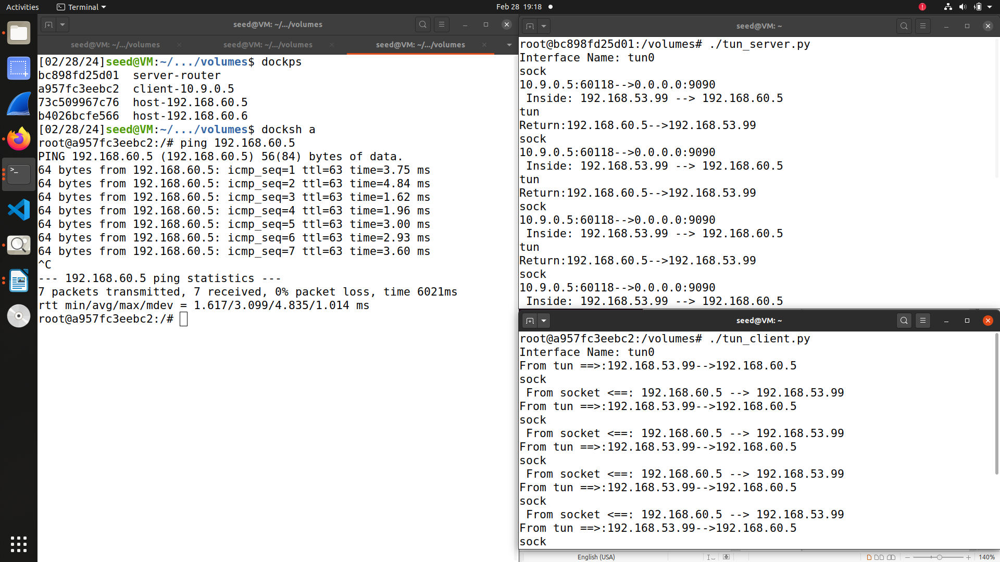 Activities
Terminal
Feb 28 19:18
seed@VM: ~/.../volumes
seed@VM: ~/.../volumes
seed@VM: ~/.../volumes
seed@VM: ~/.../volumes
[02/28/24]seed@VM:~/.../volumes$ dockps
bc898fd25d01  server-router
a957fc3eebc2  client-10.9.0.5
73c509967c76  host-192.168.60.5
b4026bcfe566  host-192.168.60.6
[02/28/24]seed@VM:~/.../volumes$ docksh a
root@a957fc3eebc2:/# ping 192.168.60.5
PING 192.168.60.5 (192.168.60.5) 56(84) bytes of data.
64 bytes from 192.168.60.5: icmp_seq=1 ttl=63 time=3.75 ms
64 bytes from 192.168.60.5: icmp_seq=2 ttl=63 time=4.84 ms
64 bytes from 192.168.60.5: icmp_seq=3 ttl=63 time=1.62 ms
64 bytes from 192.168.60.5: icmp_seq=4 ttl=63 time=1.96 ms
64 bytes from 192.168.60.5: icmp_seq=5 ttl=63 time=3.00 ms
64 bytes from 192.168.60.5: icmp_seq=6 ttl=63 time=2.93 ms
64 bytes from 192.168.60.5: icmp_seq=7 ttl=63 time=3.60 ms
^C
--- 192.168.60.5 ping statistics ---
7 packets transmitted, 7 received, 0% packet loss, time 6021ms
rtt min/avg/max/mdev = 1.617/3.099/4.835/1.014 ms
root@a957fc3eebc2:/#
seed@VM: ~
root@bc898fd25d01:/volumes# ./tun_server.py
Interface Name: tun0
sock
10.9.0.5:60118-->0.0.0.0:9090
 Inside: 192.168.53.99 --> 192.168.60.5
tun
Return:192.168.60.5-->192.168.53.99
sock
10.9.0.5:60118-->0.0.0.0:9090
 Inside: 192.168.53.99 --> 192.168.60.5
tun
Return:192.168.60.5-->192.168.53.99
sock
10.9.0.5:60118-->0.0.0.0:9090
 Inside: 192.168.53.99 --> 192.168.60.5
tun
Return:192.168.60.5-->192.168.53.99
sock
10.9.0.5:60118-->0.0.0.0:9090
 Inside: 192.168.53.99 --> 192.168.60.5
seed@VM: ~
root@a957fc3eebc2:/volumes# ./tun_client.py
Interface Name: tun0
From tun ==>:192.168.53.99-->192.168.60.5
sock
 From socket <==: 192.168.60.5 --> 192.168.53.99
From tun ==>:192.168.53.99-->192.168.60.5
sock
 From socket <==: 192.168.60.5 --> 192.168.53.99
From tun ==>:192.168.53.99-->192.168.60.5
sock
 From socket <==: 192.168.60.5 --> 192.168.53.99
From tun ==>:192.168.53.99-->192.168.60.5
sock
 From socket <==: 192.168.60.5 --> 192.168.53.99
From tun ==>:192.168.53.99-->192.168.60.5
sock
English (USA)
140%